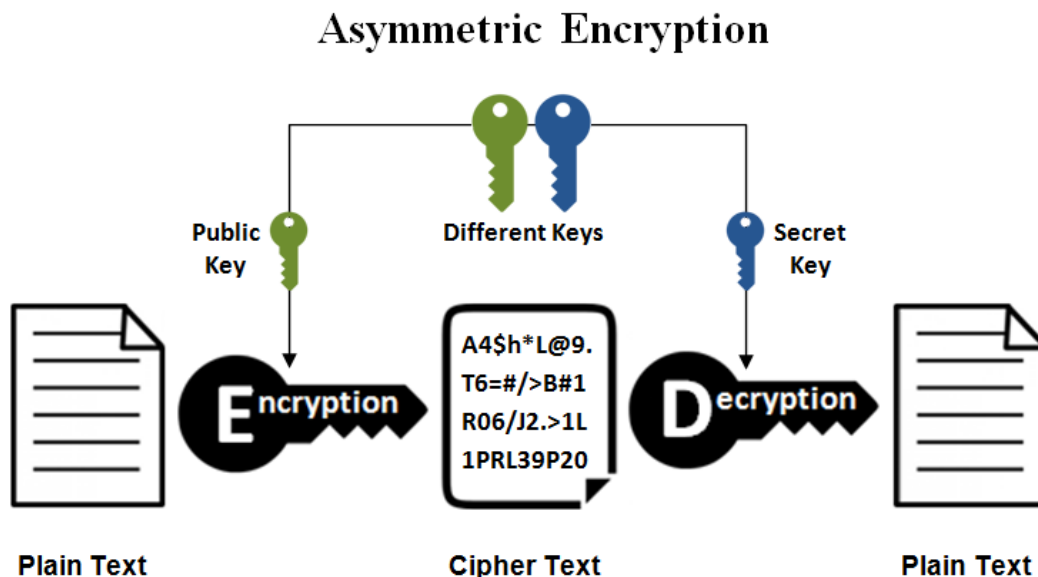 Asymmetric Encryption
Public
Key
Different Keys
Secret
Key
Encryption
A4$h*L@9.
T6=#/>B#1
R06/J2.>1L
1PRL39P20
Decryption
Plain Text
Cipher Text
Plain Text